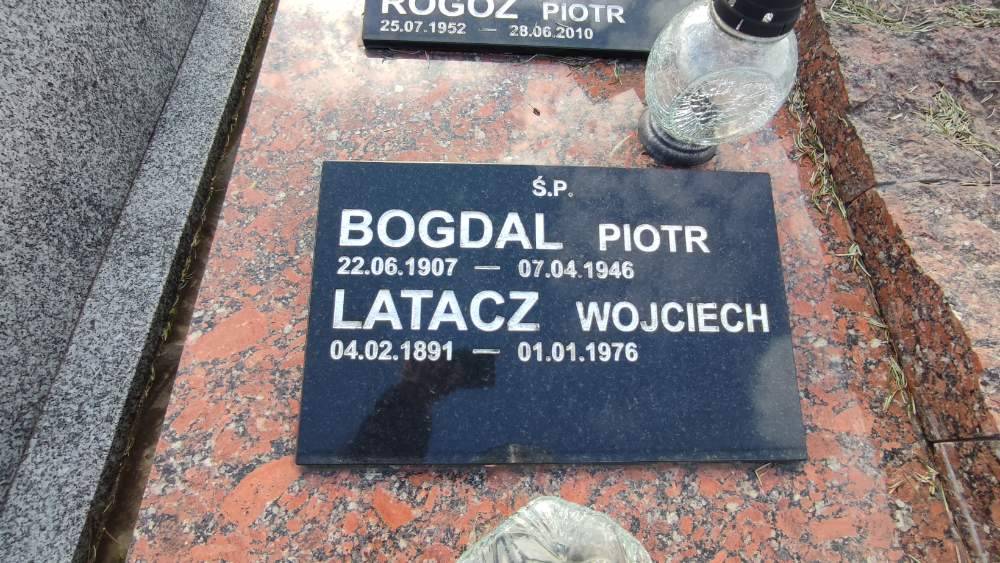 ROGOŻ PIOTR
25.07.1952 — 28.06.2010
Ś.P.
BOGDAL PIOTR
22.06.1907 — 07.04.1946
LATACZ WOJCIECH
04.02.1891 — 01.01.1976